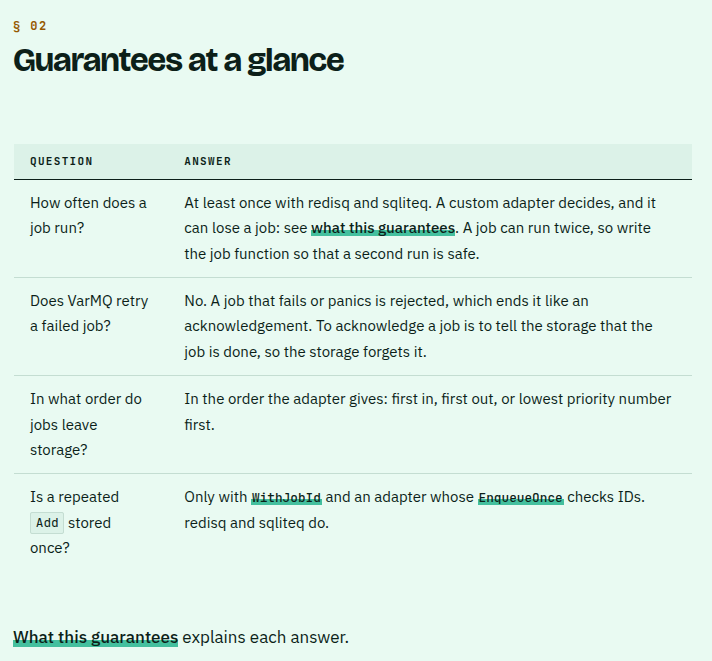 § 02
Guarantees at a glance
QUESTION
ANSWER
How often does a
job run?
At least once with redisq and sqliteq. A custom adapter decides, and it
can lose a job: see what this guarantees. A job can run twice, so write
the job function so that a second run is safe.
Does VarMQ retry
a failed job?
No. A job that fails or panics is rejected, which ends it like an
acknowledgement. To acknowledge a job is to tell the storage that the
job is done, so the storage forgets it.
In what order do
jobs leave
storage?
In the order the adapter gives: first in, first out, or lowest priority number
first.
Is a repeated
Add stored
once?
Only with WithJobId and an adapter whose EnqueueOnce checks IDs.
redisq and sqliteq do.
What this guarantees explains each answer.